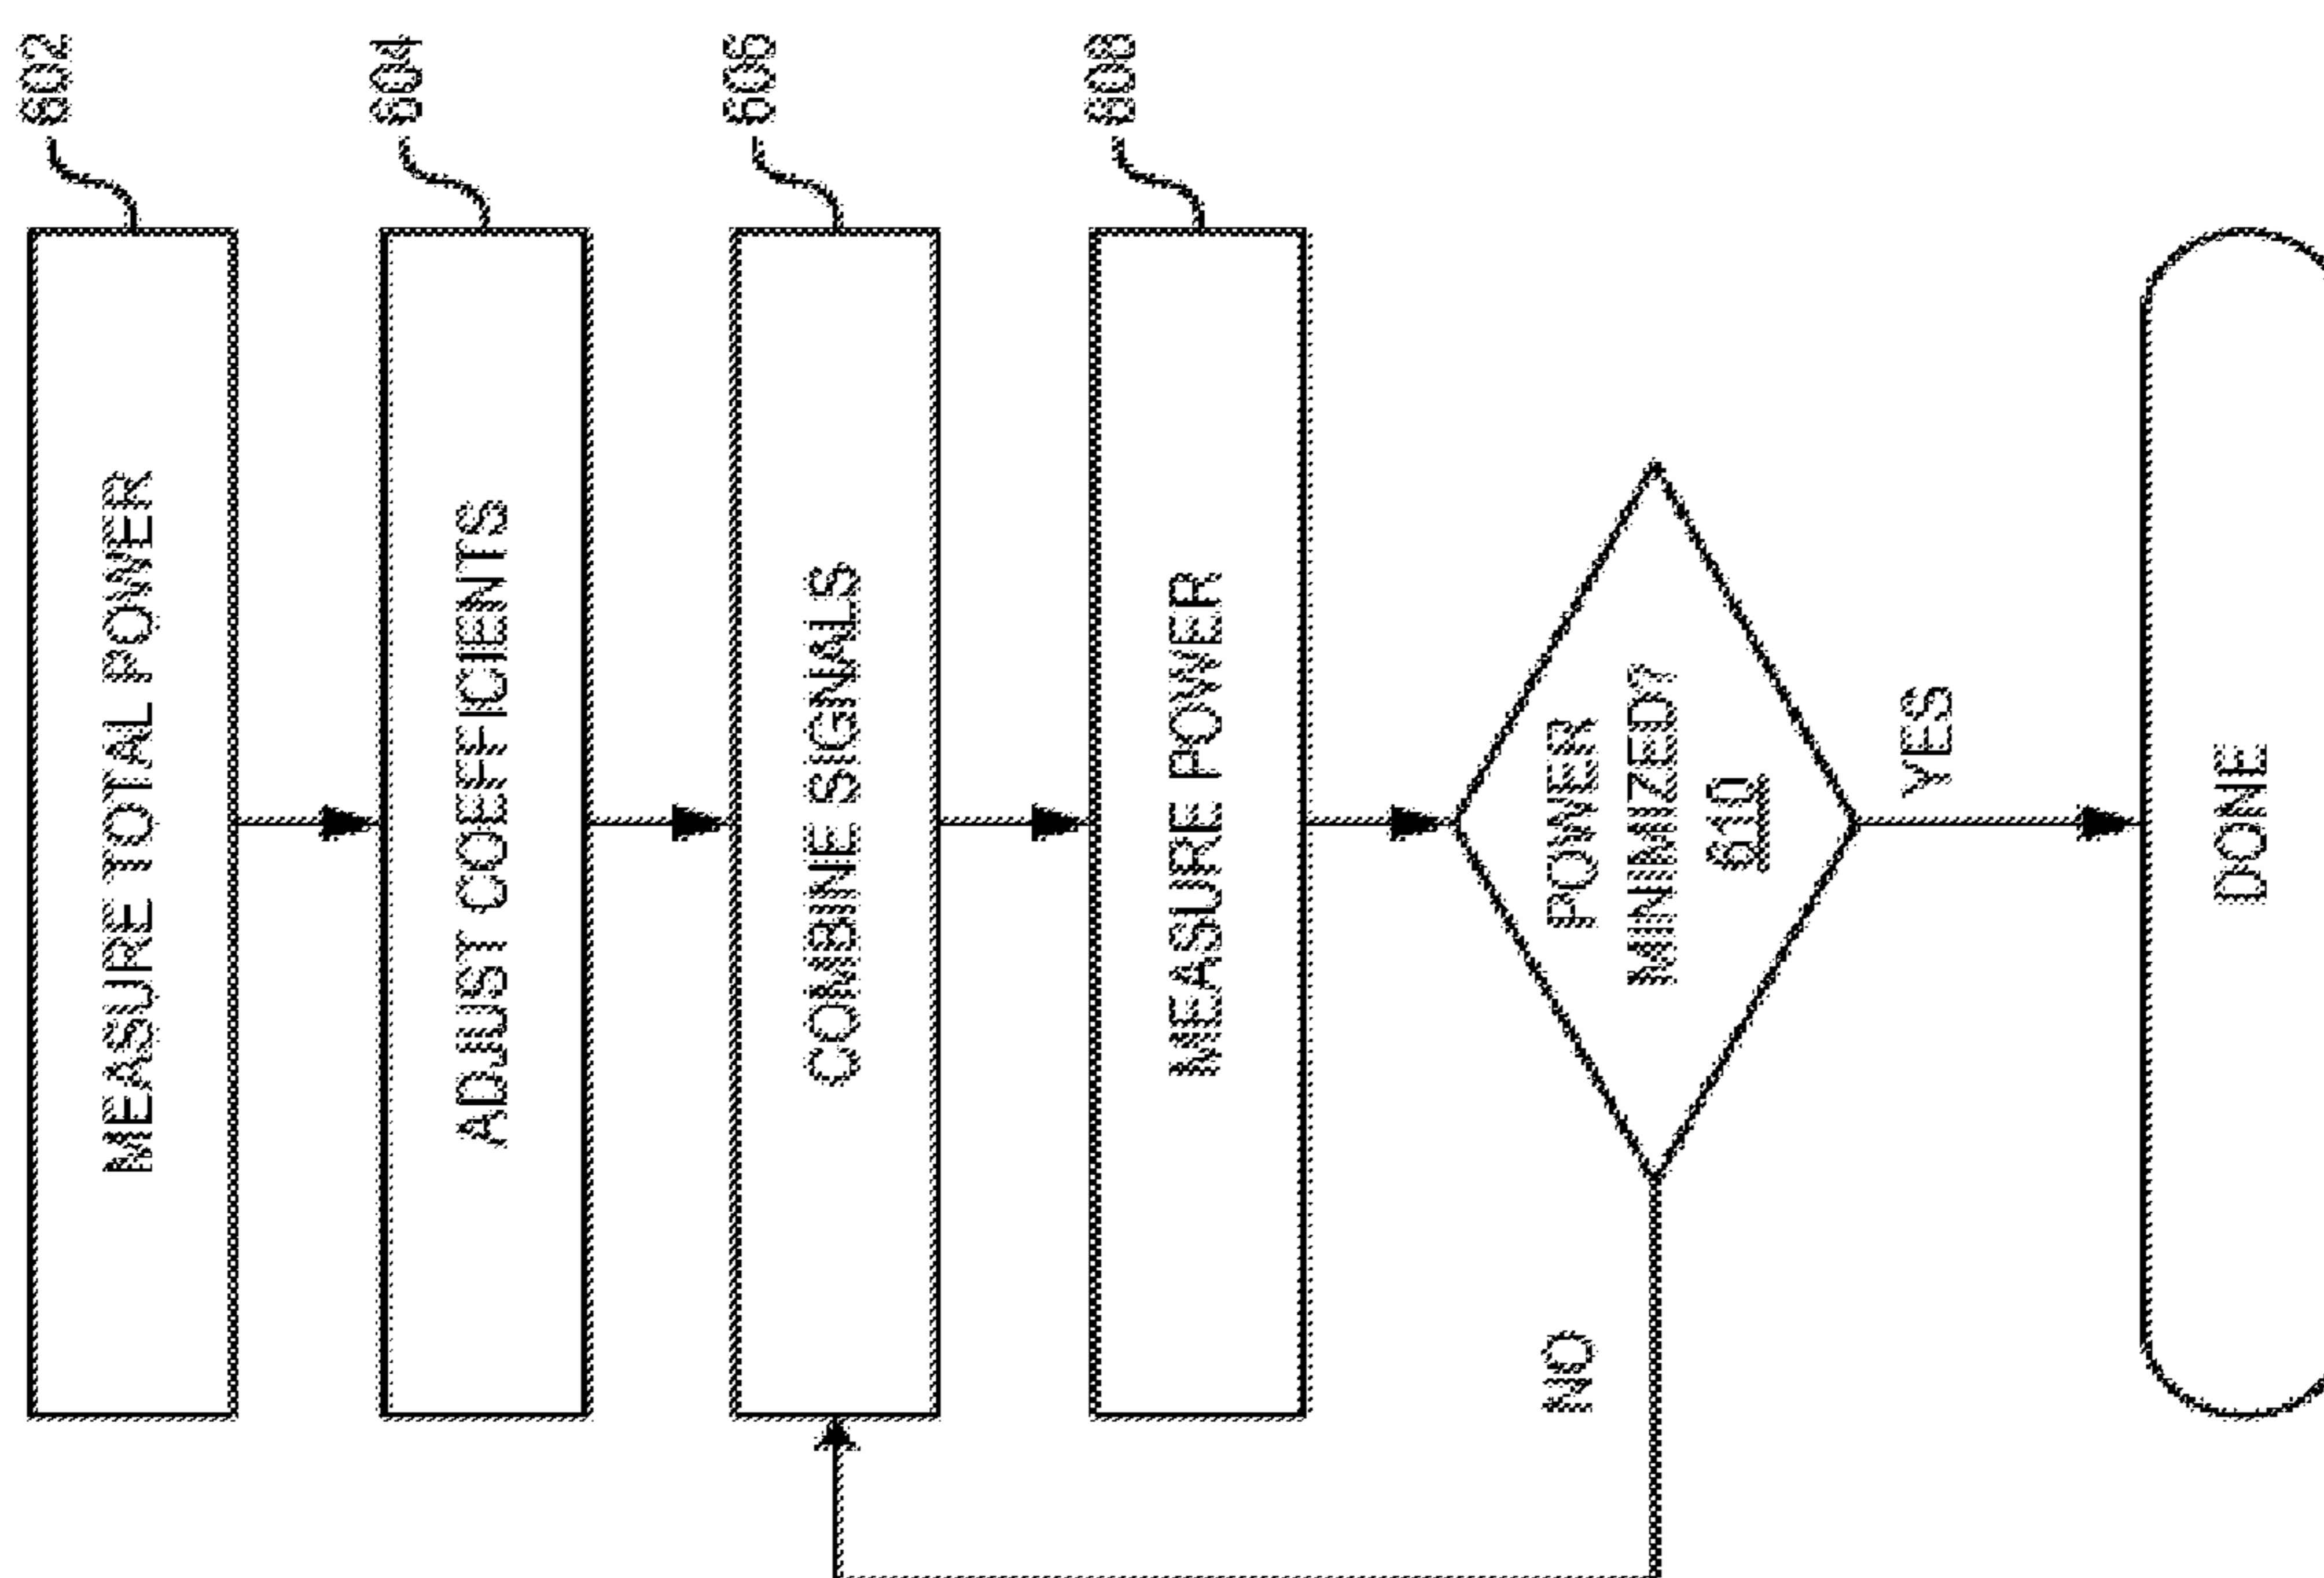 MEASURE TOTAL POWER
602
ADJUST COEFFICIENTS
604
COMBINE SIGNALS
606
MEASURE POWER
608
POWER
MINIMIZED?
610
NO
YES
DONE